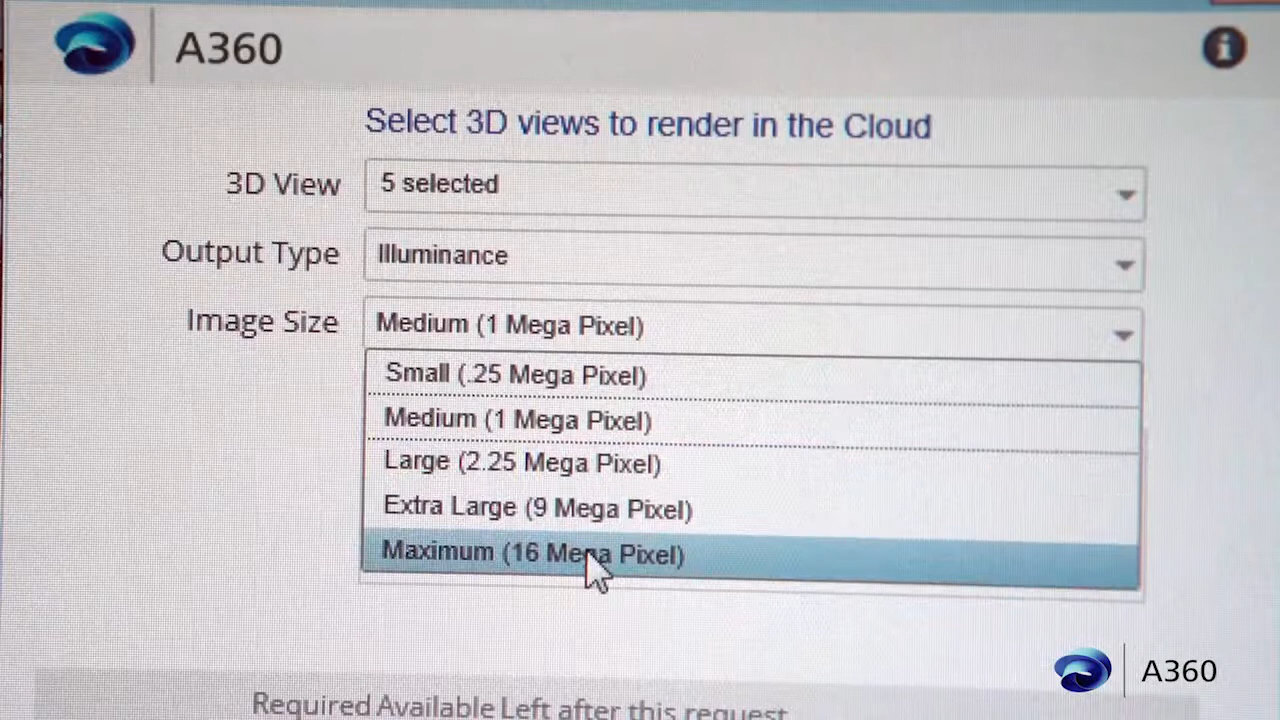 A360
Select 3D views to render in the Cloud
3D View 5 selected
Output Type Illuminance
Image Size Medium (1 Mega Pixel)
Small (.25 Mega Pixel)
Medium (1 Mega Pixel)
Large (2.25 Mega Pixel)
Extra Large (9 Mega Pixel)
Maximum (16 Mega Pixel)
A360
Required Available Left after this request